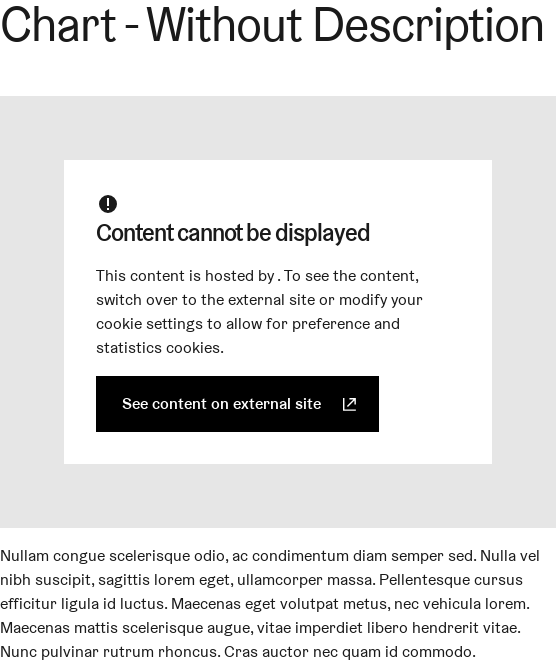 Chart - Without Description
Content cannot be displayed
This content is hosted by . To see the content,
switch over to the external site or modify your
cookie settings to allow for preference and
statistics cookies.
See content on external site
Nullam congue scelerisque odio, ac condimentum diam semper sed. Nulla vel
nibh suscipit, sagittis lorem eget, ullamcorper massa. Pellentesque cursus
efficitur ligula id luctus. Maecenas eget volutpat metus, nec vehicula lorem.
Maecenas mattis scelerisque augue, vitae imperdiet libero hendrerit vitae.
Nunc pulvinar rutrum rhoncus. Cras auctor nec quam id commodo.